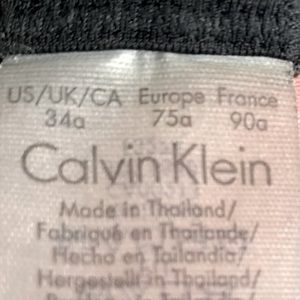 US/UK/CA Europe France
34a 75a 90a
Calvin Klein
Made in Thailand/
Fabriqué en Thailande/
Hecho en Tailandia/
Hergestellt in Thailand/